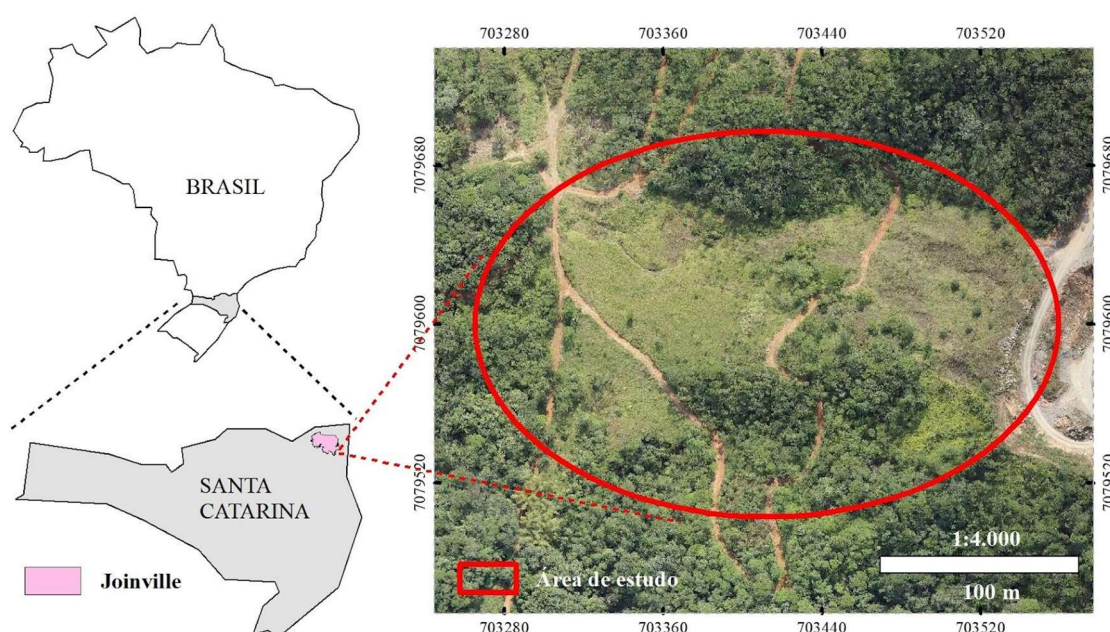 703280 703360 703440 703520
BRASIL
7079680 7079680
7079600 7079600
7079520 7079520
SANTA
CATARINA
Joinville
1:4.000
100 m
Área de estudo
703280 703360 703440 703520